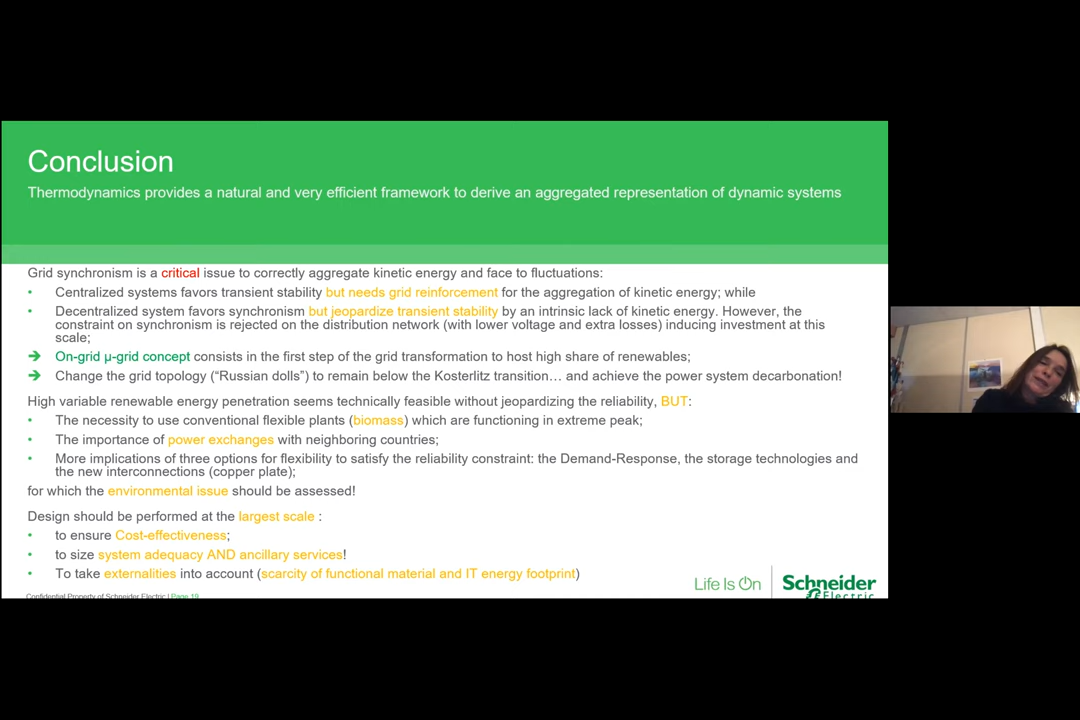 Conclusion
Thermodynamics provides a natural and very efficient framework to derive an aggregated representation of dynamic systems
Grid synchronism is a critical issue to correctly aggregate kinetic energy and face to fluctuations:
• Centralized systems favors transient stability but needs grid reinforcement for the aggregation of kinetic energy; while
• Decentralized system favors synchronism but jeopardize transient stability by an intrinsic lack of kinetic energy. However, the
constraint on synchronism is rejected on the distribution network (with lower voltage and extra losses) inducing investment at this
scale;
➔ On-grid μ-grid concept consists in the first step of the grid transformation to host high share of renewables;
➔ Change the grid topology (“Russian dolls”) to remain below the Kosterlitz transition… and achieve the power system decarbonation!
High variable renewable energy penetration seems technically feasible without jeopardizing the reliability, BUT:
• The necessity to use conventional flexible plants (biomass) which are functioning in extreme peak;
• The importance of power exchanges with neighboring countries;
• More implications of three options for flexibility to satisfy the reliability constraint: the Demand-Response, the storage technologies and
the new interconnections (copper plate);
for which the environmental issue should be assessed!
Design should be performed at the largest scale :
• to ensure Cost-effectiveness;
• to size system adequacy AND ancillary services!
• To take externalities into account (scarcity of functional material and IT energy footprint)
Life Is On
Schneider
Electric
Confidential Property of Schneider Electric | Page 19